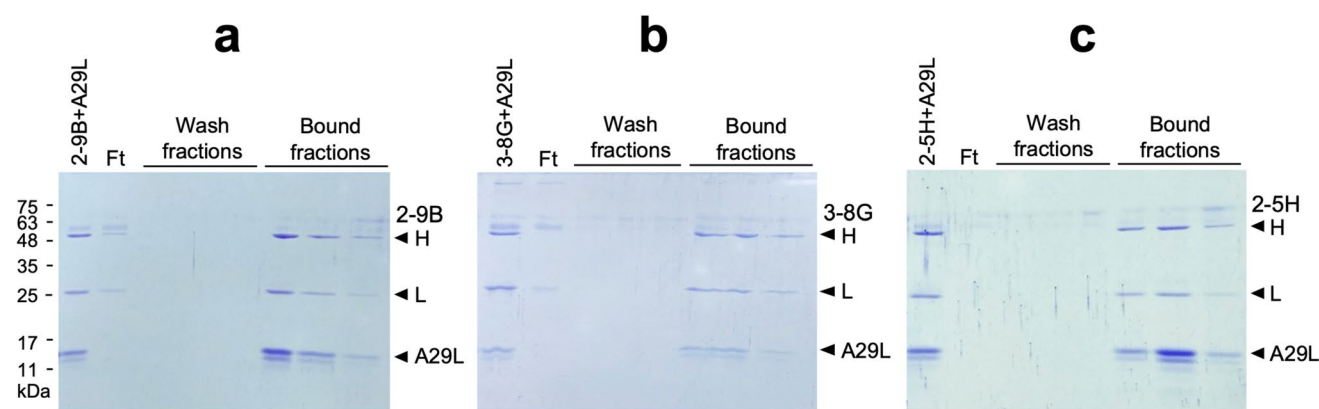 a
2-9B+A29L
Ft
Wash
fractions
Bound
fractions
75 -
63 -
48 -
35 -
25 -
17 -
11 -
kDa
2-9B
◄ H
◄ L
◄ A29L
b
3-8G+A29L
Ft
Wash
fractions
Bound
fractions
3-8G
◄ H
◄ L
◄ A29L
c
2-5H+A29L
Ft
Wash
fractions
Bound
fractions
2-5H
◄ H
◄ L
◄ A29L